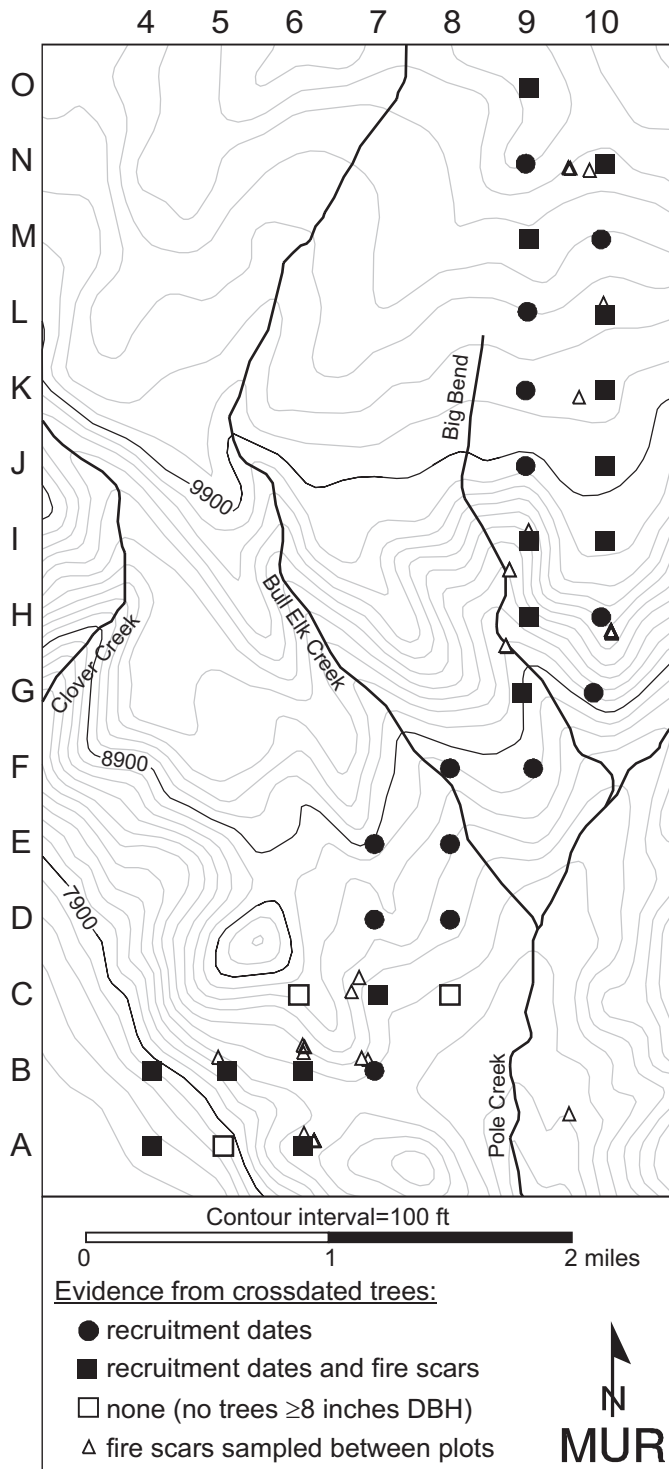 4 5 6 7 8 9 10
O
N
M
L
K
Big Bend
J
9900
I
Bull Elk Creek
H
Clover Creek
G
8900
F
E
7900
D
C
B
Pole Creek
A
Contour interval=100 ft
0 1 2 miles
Evidence from crossdated trees:
recruitment dates
recruitment dates and fire scars
none (no trees ≥8 inches DBH)
fire scars sampled between plots
N
MUR